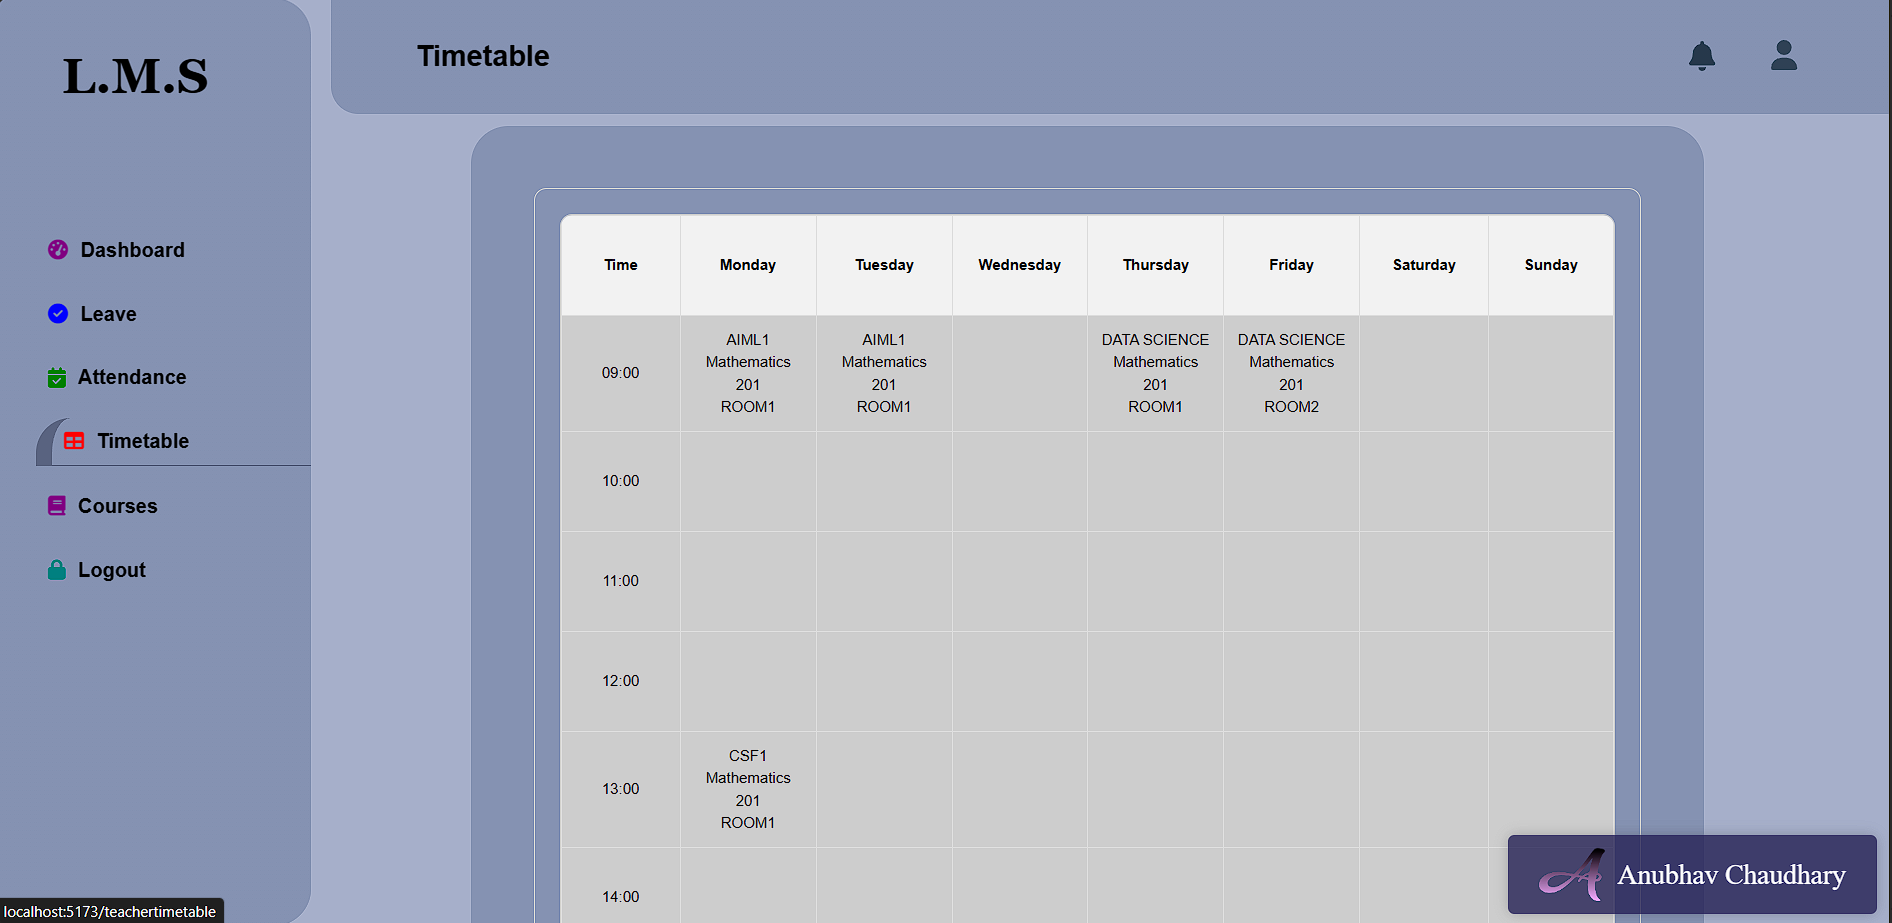 L.M.S
Timetable
Dashboard
Leave
Attendance
Timetable
Courses
Logout
Time Monday Tuesday Wednesday Thursday Friday Saturday Sunday
09:00
AIML1
Mathematics
201
ROOM1
AIML1
Mathematics
201
ROOM1
DATA SCIENCE
Mathematics
201
ROOM1
DATA SCIENCE
Mathematics
201
ROOM2
10:00
11:00
12:00
13:00
CSF1
Mathematics
201
ROOM1
14:00
Anubhav Chaudhary
localhost:5173/teachertimetable